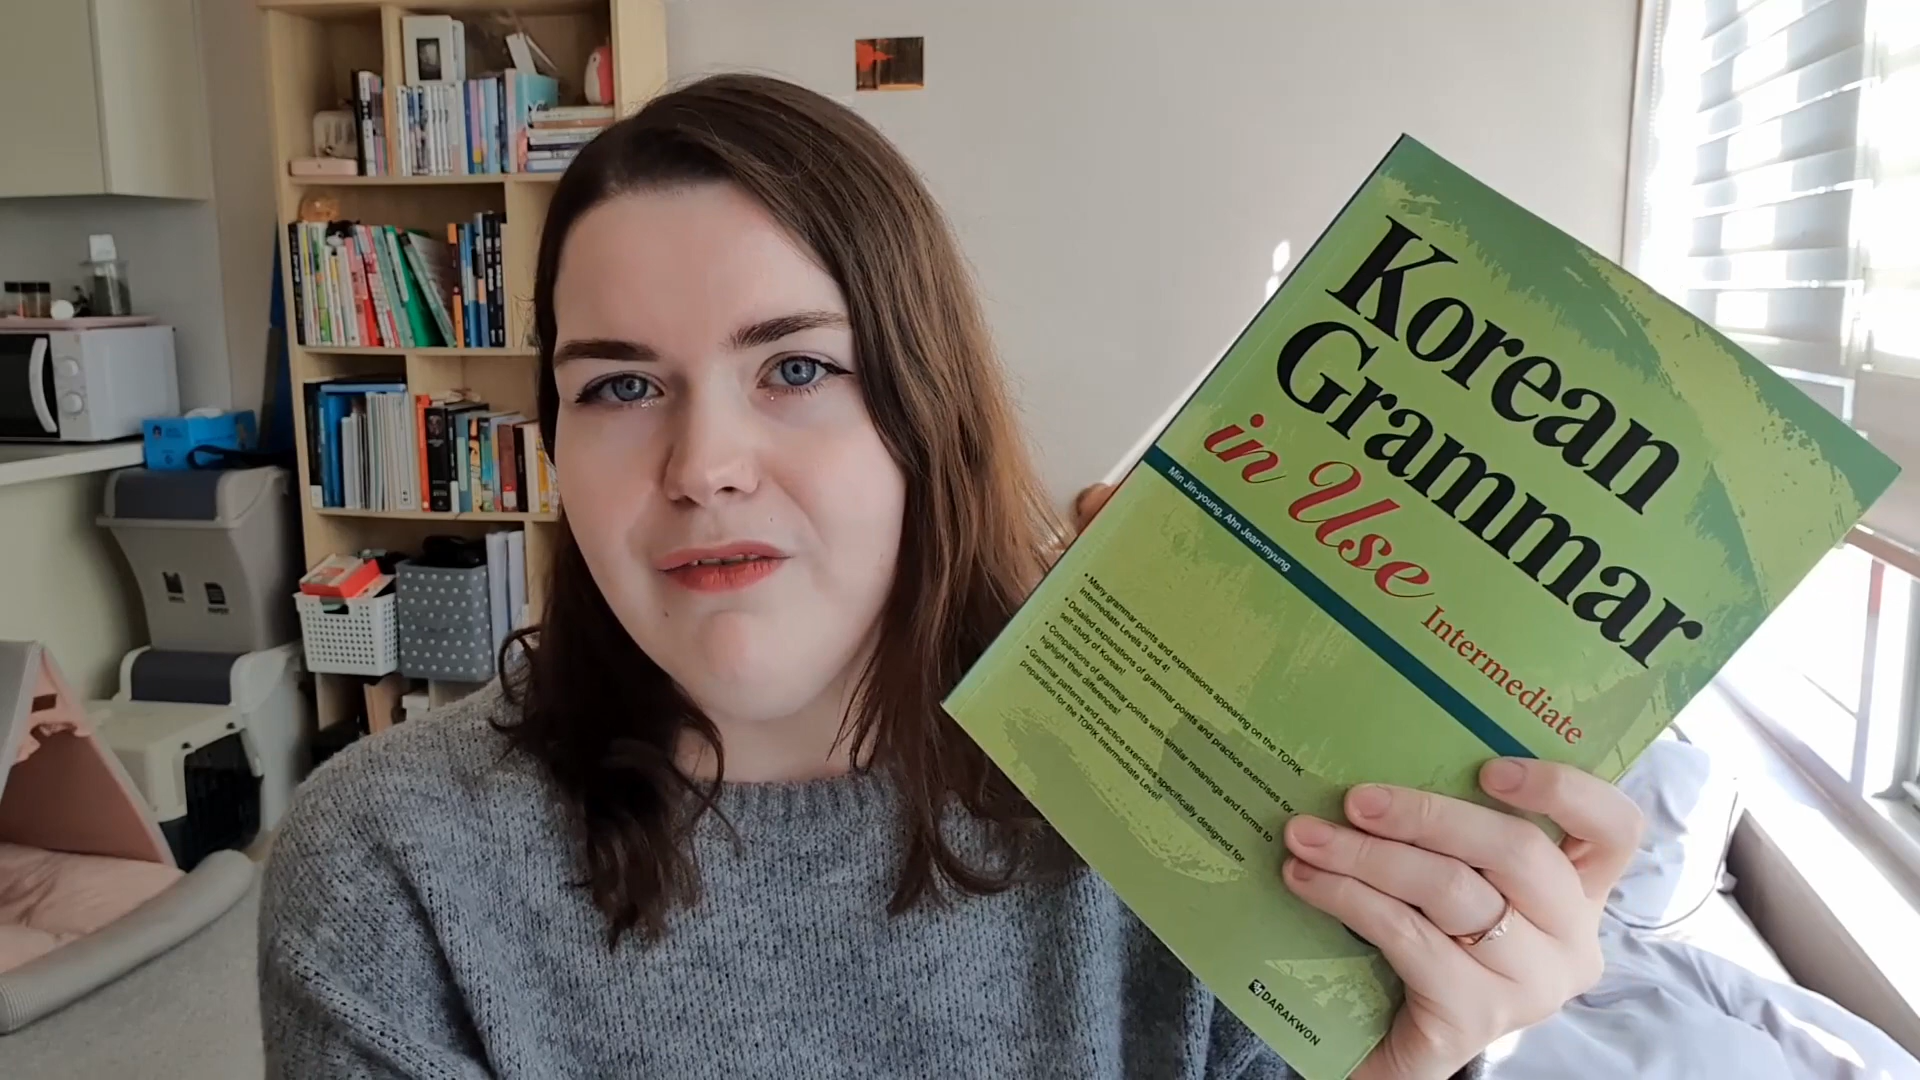 Korean
Grammar
in Use Intermediate
Min Jin-young, Ahn Jean-myung
• Many grammar points and expressions appearing on the TOPIK
Intermediate Levels 3 and 4!
• Detailed explanations of grammar points and practice exercises for
self-study of Korean!
• Comparisons of grammar points with similar meanings and forms to
highlight their differences!
• Grammar patterns and practice exercises specifically designed for
preparation for the TOPIK Intermediate Level!
DARAKWON